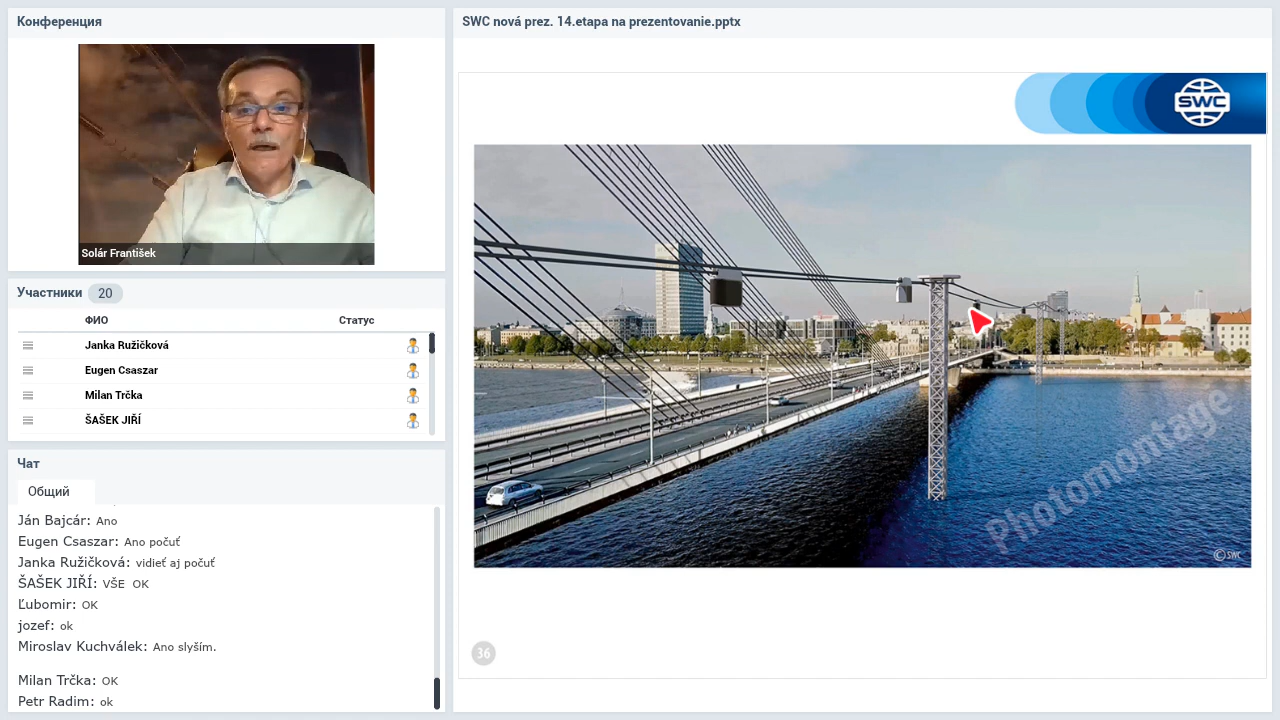 Конференция
Solár František
Участники 20
ФИО Статус
Janka Ružičková
Eugen Csaszar
Milan Trčka
ŠAŠEK JIŘÍ
Чат
Общий
Ján Bajcár: Ano
Eugen Csaszar: Ano počuť
Janka Ružičková: vidieť aj počuť
ŠAŠEK JIŘÍ: VŠE OK
Ľubomir: OK
jozef: ok
Miroslav Kuchválek: Ano slyším.
Milan Trčka: OK
Petr Radim: ok
SWC nová prez. 14.etapa na prezentovanie.pptx
SWC
Photomontage
©SWC
36